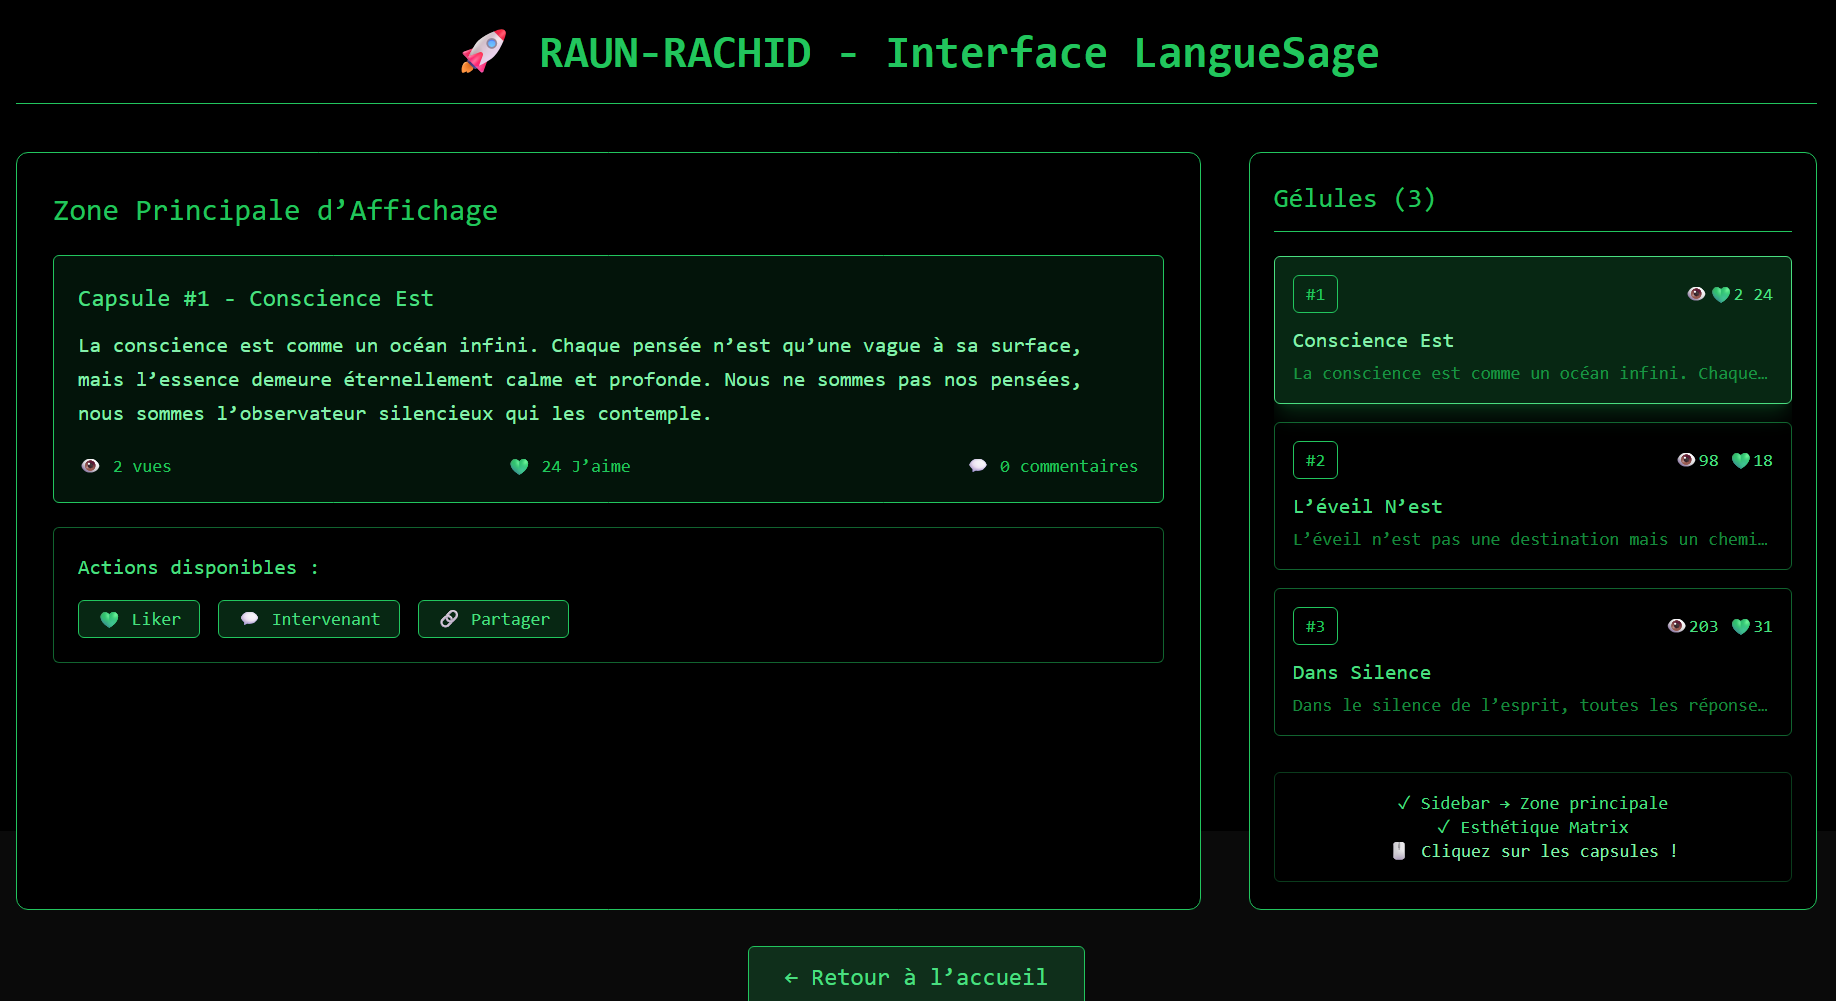 🚀 RAUN-RACHID - Interface LangueSage
Zone Principale d’Affichage
Capsule #1 - Conscience Est
La conscience est comme un océan infini. Chaque pensée n’est qu’une vague à sa surface,
mais l’essence demeure éternellement calme et profonde. Nous ne sommes pas nos pensées,
nous sommes l’observateur silencieux qui les contemple.
👁️ 2 vues 💚 24 J’aime 💬 0 commentaires
Actions disponibles :
💚 Liker 💬 Intervenant 🔗 Partager
Gélules (3)
#1 👁️ 💚 2 24
Conscience Est
La conscience est comme un océan infini. Chaque…
#2 👁️ 98 💚 18
L’éveil N’est
L’éveil n’est pas une destination mais un chemi…
#3 👁️ 203 💚 31
Dans Silence
Dans le silence de l’esprit, toutes les réponse…
✓ Sidebar → Zone principale
✓ Esthétique Matrix
🖱️ Cliquez sur les capsules !
← Retour à l’accueil